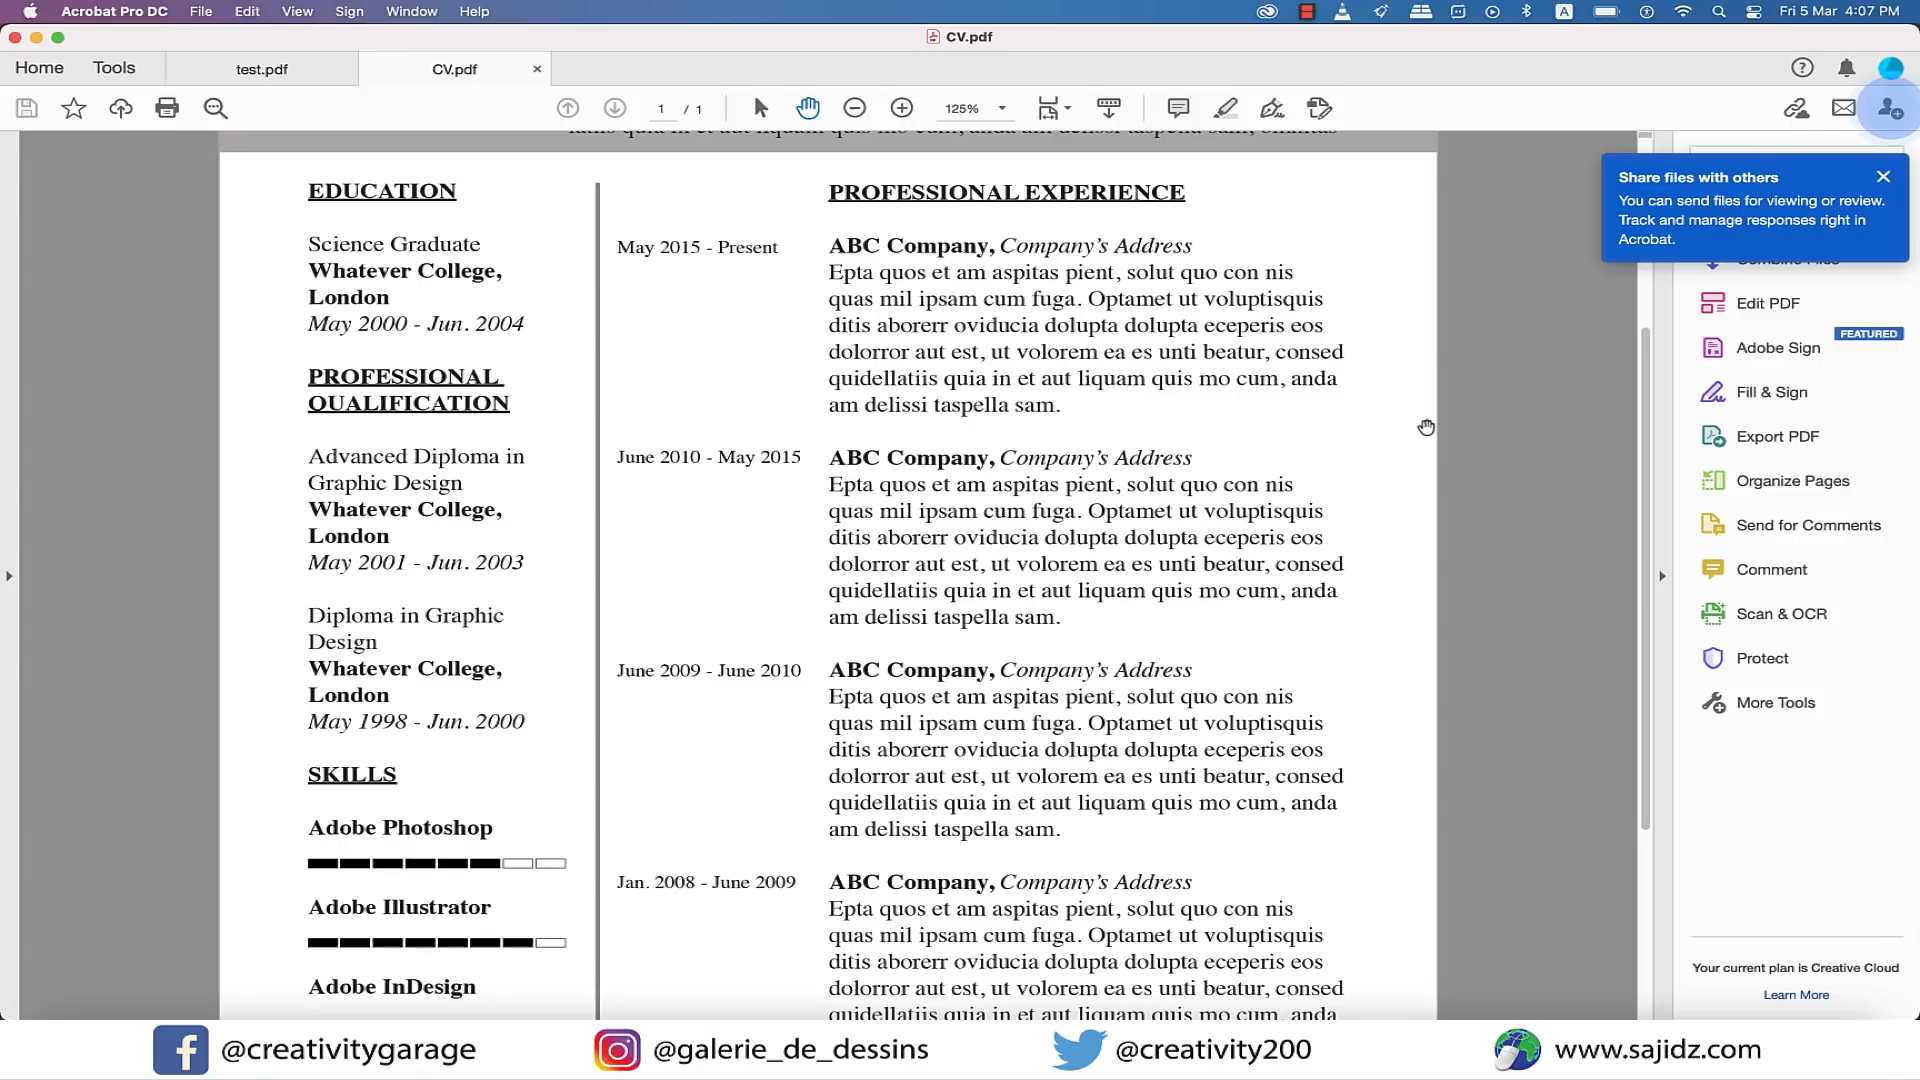 Acrobat Pro DC File Edit View Sign Window Help
A Fri 5 Mar 4:07 PM
CV.pdf
Home Tools test.pdf CV.pdf
1 / 1 125%
EDUCATION
Science Graduate
Whatever College,
London
May 2000 - Jun. 2004
PROFESSIONAL
QUALIFICATION
Advanced Diploma in
Graphic Design
Whatever College,
London
May 2001 - Jun. 2003
Diploma in Graphic
Design
Whatever College,
London
May 1998 - Jun. 2000
SKILLS
Adobe Photoshop
Adobe Illustrator
Adobe InDesign
PROFESSIONAL EXPERIENCE
May 2015 - Present
ABC Company, Company's Address
Epta quos et am aspitas pient, solut quo con nis
quas mil ipsam cum fuga. Optamet ut voluptisquis
ditis aborerr oviducia dolupta dolupta eceperis eos
dolorror aut est, ut volorem ea es unti beatur, consed
quidellatiis quia in et aut liquam quis mo cum, anda
am delissi taspella sam.
June 2010 - May 2015
ABC Company, Company's Address
Epta quos et am aspitas pient, solut quo con nis
quas mil ipsam cum fuga. Optamet ut voluptisquis
ditis aborerr oviducia dolupta dolupta eceperis eos
dolorror aut est, ut volorem ea es unti beatur, consed
quidellatiis quia in et aut liquam quis mo cum, anda
am delissi taspella sam.
June 2009 - June 2010
ABC Company, Company's Address
Epta quos et am aspitas pient, solut quo con nis
quas mil ipsam cum fuga. Optamet ut voluptisquis
ditis aborerr oviducia dolupta dolupta eceperis eos
dolorror aut est, ut volorem ea es unti beatur, consed
quidellatiis quia in et aut liquam quis mo cum, anda
am delissi taspella sam.
Jan. 2008 - June 2009
ABC Company, Company's Address
Epta quos et am aspitas pient, solut quo con nis
quas mil ipsam cum fuga. Optamet ut voluptisquis
ditis aborerr oviducia dolupta dolupta eceperis eos
dolorror aut est, ut volorem ea es unti beatur, consed
quidellatiis quia in et aut liquam quis mo cum, anda
Share files with others
You can send files for viewing or review.
Track and manage responses right in
Acrobat.
Combine Files
Edit PDF
FEATURED
Adobe Sign
Fill & Sign
Export PDF
Organize Pages
Send for Comments
Comment
Scan & OCR
Protect
More Tools
Your current plan is Creative Cloud
Learn More
@creativitygarage @galerie_de_dessins @creativity200 www.sajidz.com